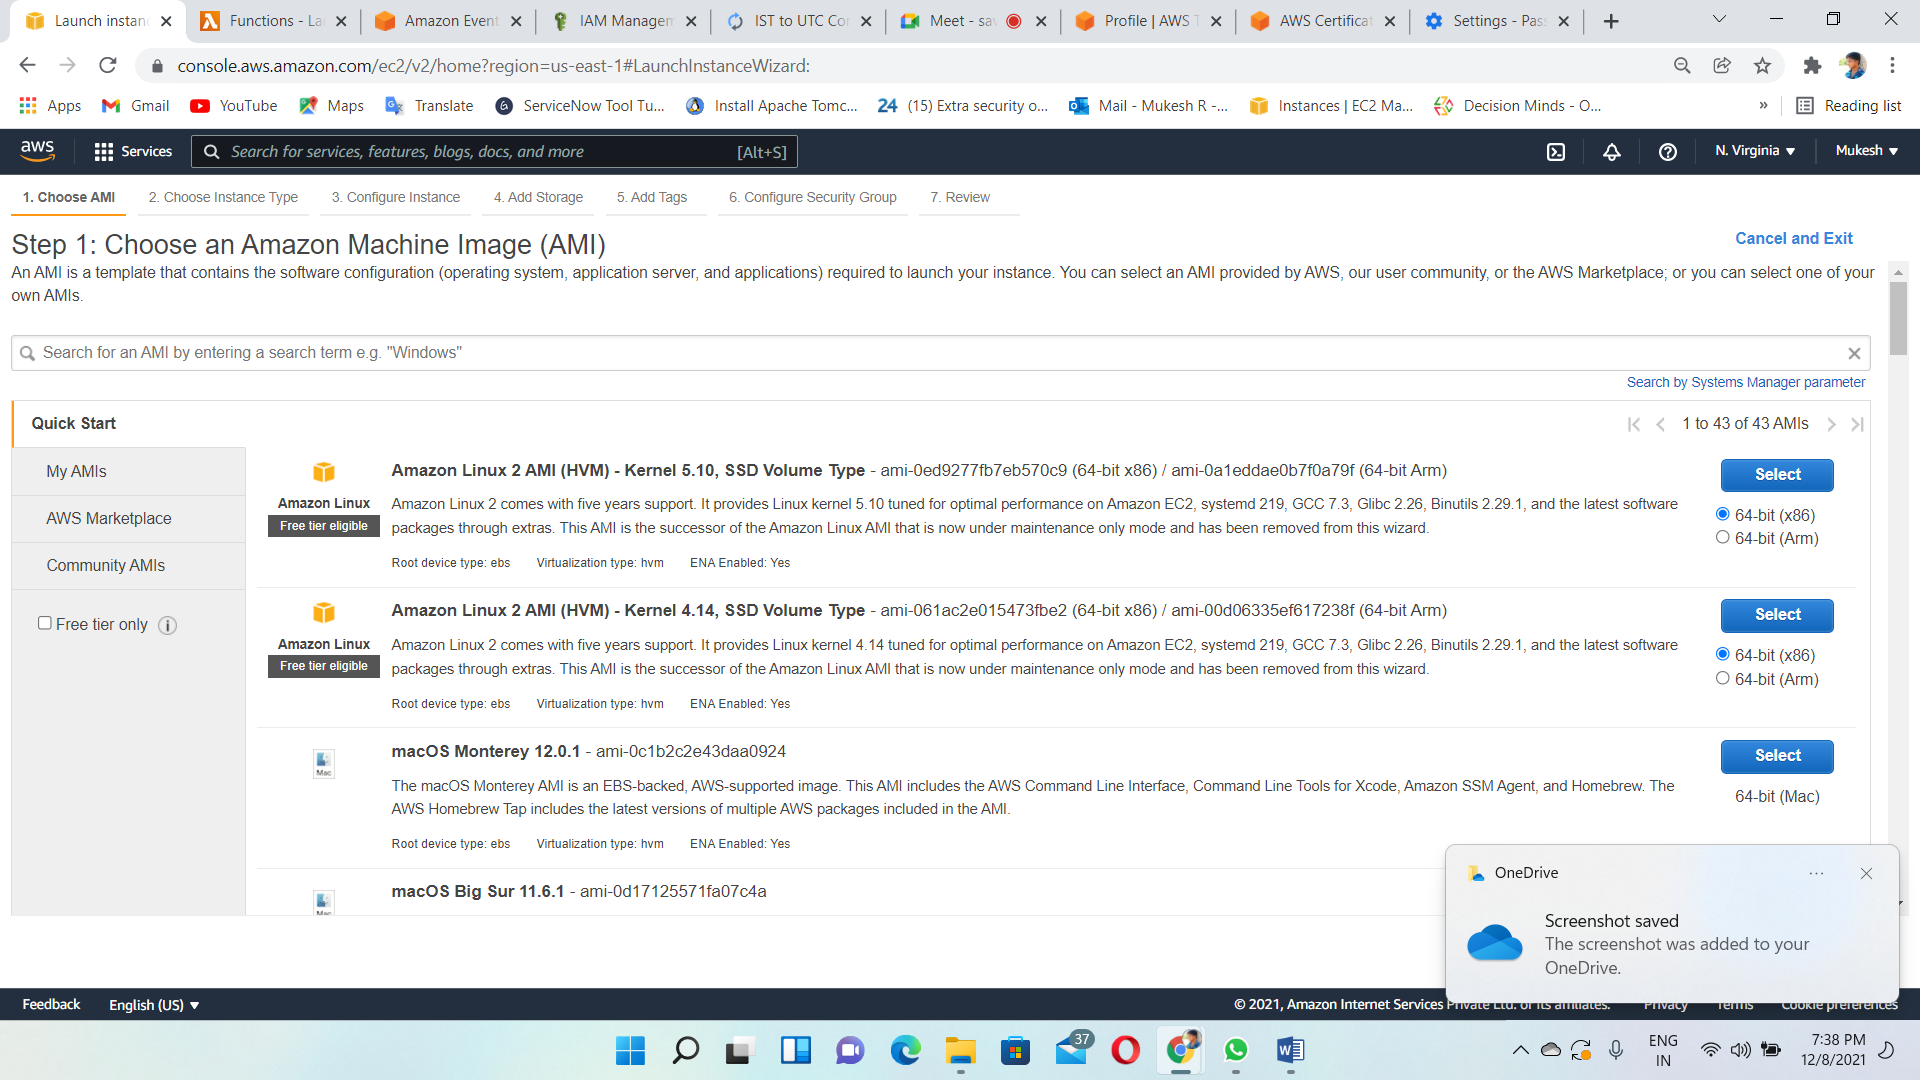 Launch instanc
Functions - La
Amazon Event
IAM Managem
IST to UTC Co
Meet - sav
Profile | AWS T
AWS Certificat
Settings - Pass
console.aws.amazon.com/ec2/v2/home?region=us-east-1#LaunchInstanceWizard:
Apps
Gmail
YouTube
Maps
Translate
ServiceNow Tool Tu...
Install Apache Tomc...
24 (15) Extra security o...
Mail - Mukesh R -...
Instances | EC2 Ma...
Decision Minds - O...
»
Reading list
aws
Services
Search for services, features, blogs, docs, and more
[Alt+S]
N. Virginia
Mukesh
1. Choose AMI
2. Choose Instance Type
3. Configure Instance
4. Add Storage
5. Add Tags
6. Configure Security Group
7. Review
Step 1: Choose an Amazon Machine Image (AMI)
Cancel and Exit
An AMI is a template that contains the software configuration (operating system, application server, and applications) required to launch your instance. You can select an AMI provided by AWS, our user community, or the AWS Marketplace; or you can select one of your
own AMIs.
Search for an AMI by entering a search term e.g. "Windows"
Search by Systems Manager parameter
Quick Start
1 to 43 of 43 AMIs
My AMIs
AWS Marketplace
Community AMIs
Free tier only
Amazon Linux
Free tier eligible
Amazon Linux 2 AMI (HVM) - Kernel 5.10, SSD Volume Type - ami-0ed9277fb7eb570c9 (64-bit x86) / ami-0a1eddae0b7f0a79f (64-bit Arm)
Amazon Linux 2 comes with five years support. It provides Linux kernel 5.10 tuned for optimal performance on Amazon EC2, systemd 219, GCC 7.3, Glibc 2.26, Binutils 2.29.1, and the latest software
packages through extras. This AMI is the successor of the Amazon Linux AMI that is now under maintenance only mode and has been removed from this wizard.
Root device type: ebs Virtualization type: hvm ENA Enabled: Yes
Select
64-bit (x86)
64-bit (Arm)
Amazon Linux
Free tier eligible
Amazon Linux 2 AMI (HVM) - Kernel 4.14, SSD Volume Type - ami-061ac2e015473fbe2 (64-bit x86) / ami-00d06335ef617238f (64-bit Arm)
Amazon Linux 2 comes with five years support. It provides Linux kernel 4.14 tuned for optimal performance on Amazon EC2, systemd 219, GCC 7.3, Glibc 2.26, Binutils 2.29.1, and the latest software
packages through extras. This AMI is the successor of the Amazon Linux AMI that is now under maintenance only mode and has been removed from this wizard.
Root device type: ebs Virtualization type: hvm ENA Enabled: Yes
Select
64-bit (x86)
64-bit (Arm)
Mac
macOS Monterey 12.0.1 - ami-0c1b2c2e43daa0924
The macOS Monterey AMI is an EBS-backed, AWS-supported image. This AMI includes the AWS Command Line Interface, Command Line Tools for Xcode, Amazon SSM Agent, and Homebrew. The
AWS Homebrew Tap includes the latest versions of multiple AWS packages included in the AMI.
Root device type: ebs Virtualization type: hvm ENA Enabled: Yes
Select
64-bit (Mac)
Mac
macOS Big Sur 11.6.1 - ami-0d17125571fa07c4a
OneDrive
Screenshot saved
The screenshot was added to your
OneDrive.
Feedback
English (US)
© 2021, Amazon Internet Services Private Ltd. or its affiliates.
Privacy
Terms
Cookie preferences
37
ENG
IN
7:38 PM
12/8/2021